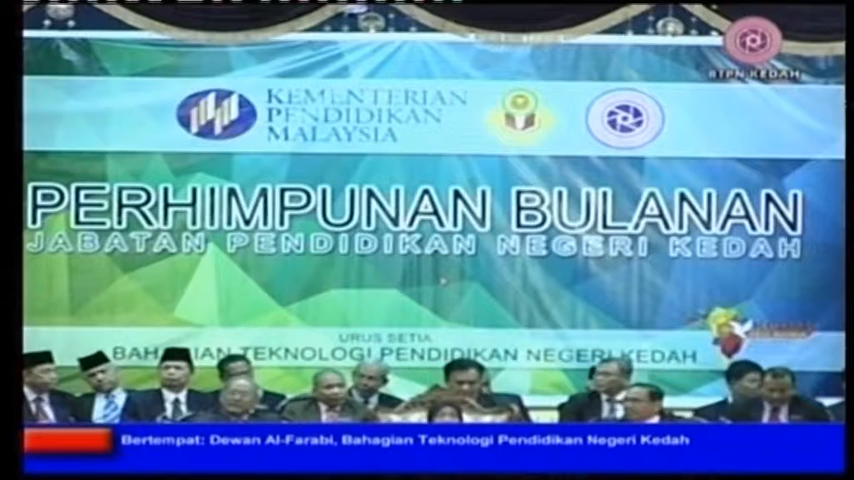 BTPN KEDAH
KEMENTERIAN
PENDIDIKAN
MALAYSIA
PERHIMPUNAN BULANAN
JABATAN PENDIDIKAN NEGERI KEDAH
URUS SETIA
BAHAGIAN TEKNOLOGI PENDIDIKAN NEGERI KEDAH
Bertempat: Dewan Al-Farabi, Bahagian Teknologi Pendidikan Negeri Kedah